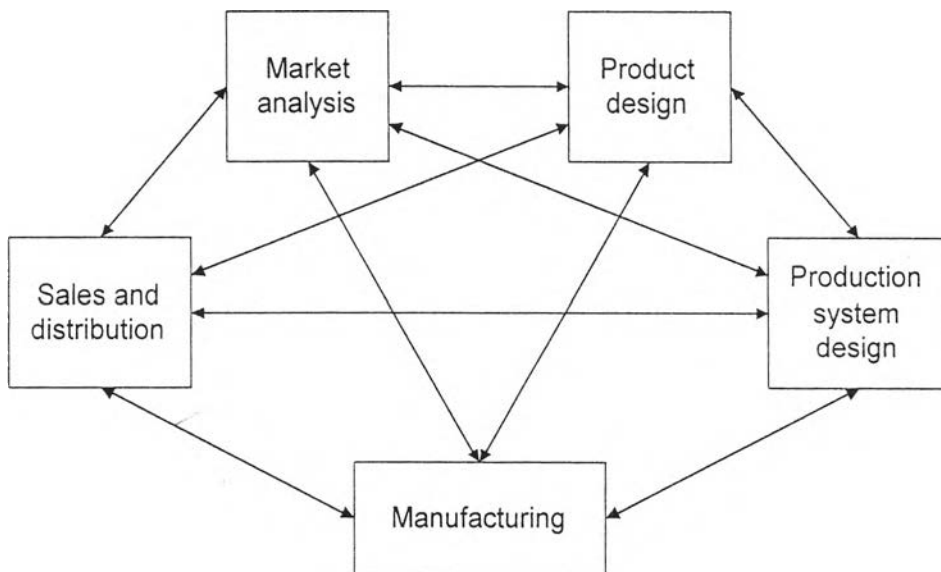 Market
analysis
Product
design
Sales and
distribution
Production
system
design
Manufacturing